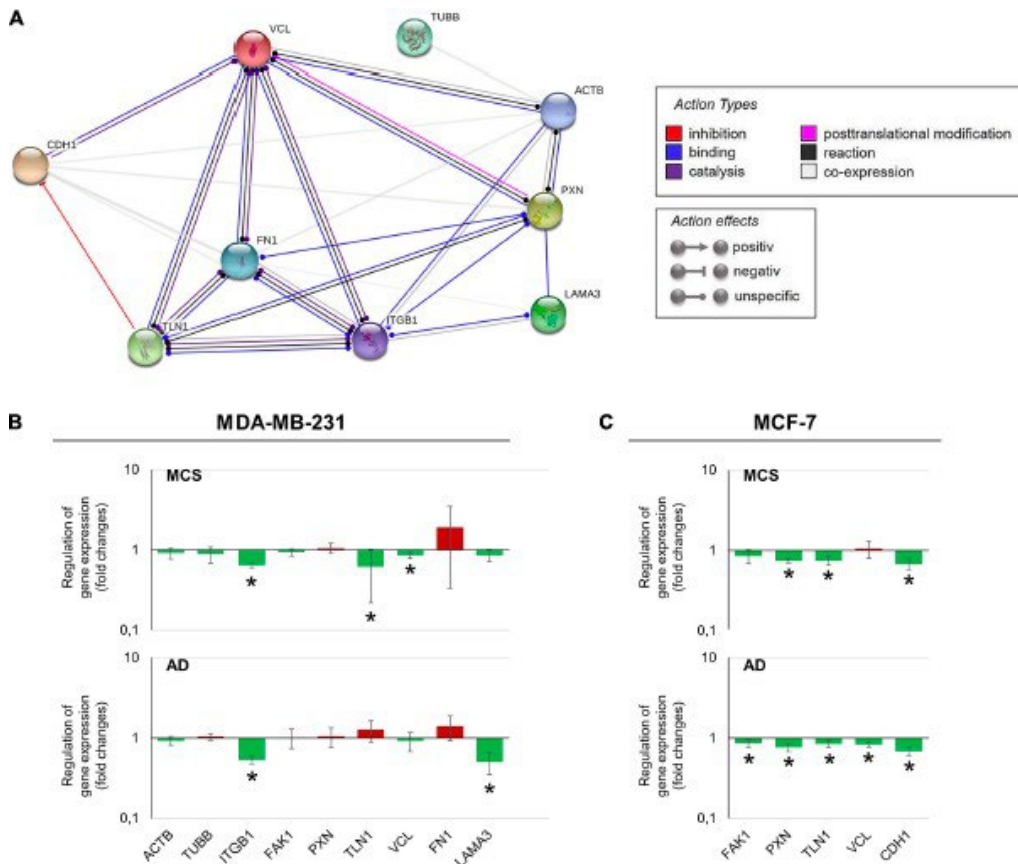 A
VCL
TUBB
ACTB
CDH1
PXN
FN1
LAMA3
TLN1
ITGB1
Action Types
inhibition
binding
catalysis
posttranslational modification
reaction
co-expression
Action effects
positiv
negativ
unspecific
B
MDA-MB-231
Regulation of
gene expression
(fold changes)
10
1
0,1
MCS
*
*
*
Regulation of
gene expression
(fold changes)
10
1
0,1
AD
*
*
ACTB
TUBB
ITGB1
FAK1
PXN
TLN1
VCL
FN1
LAMA3
C
MCF-7
Regulation of
gene expression
(fold changes)
10
1
0,1
MCS
*
*
*
Regulation of
gene expression
(fold changes)
10
1
0,1
AD
*
*
*
*
*
FAK1
PXN
TLN1
VCL
CDH1